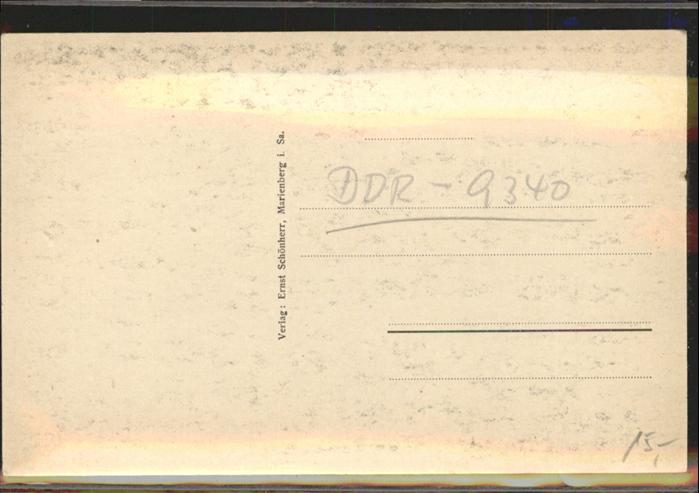 Verlag: Ernst Schönherr, Marienberg i. Sa.
DDR - 9340
15,-